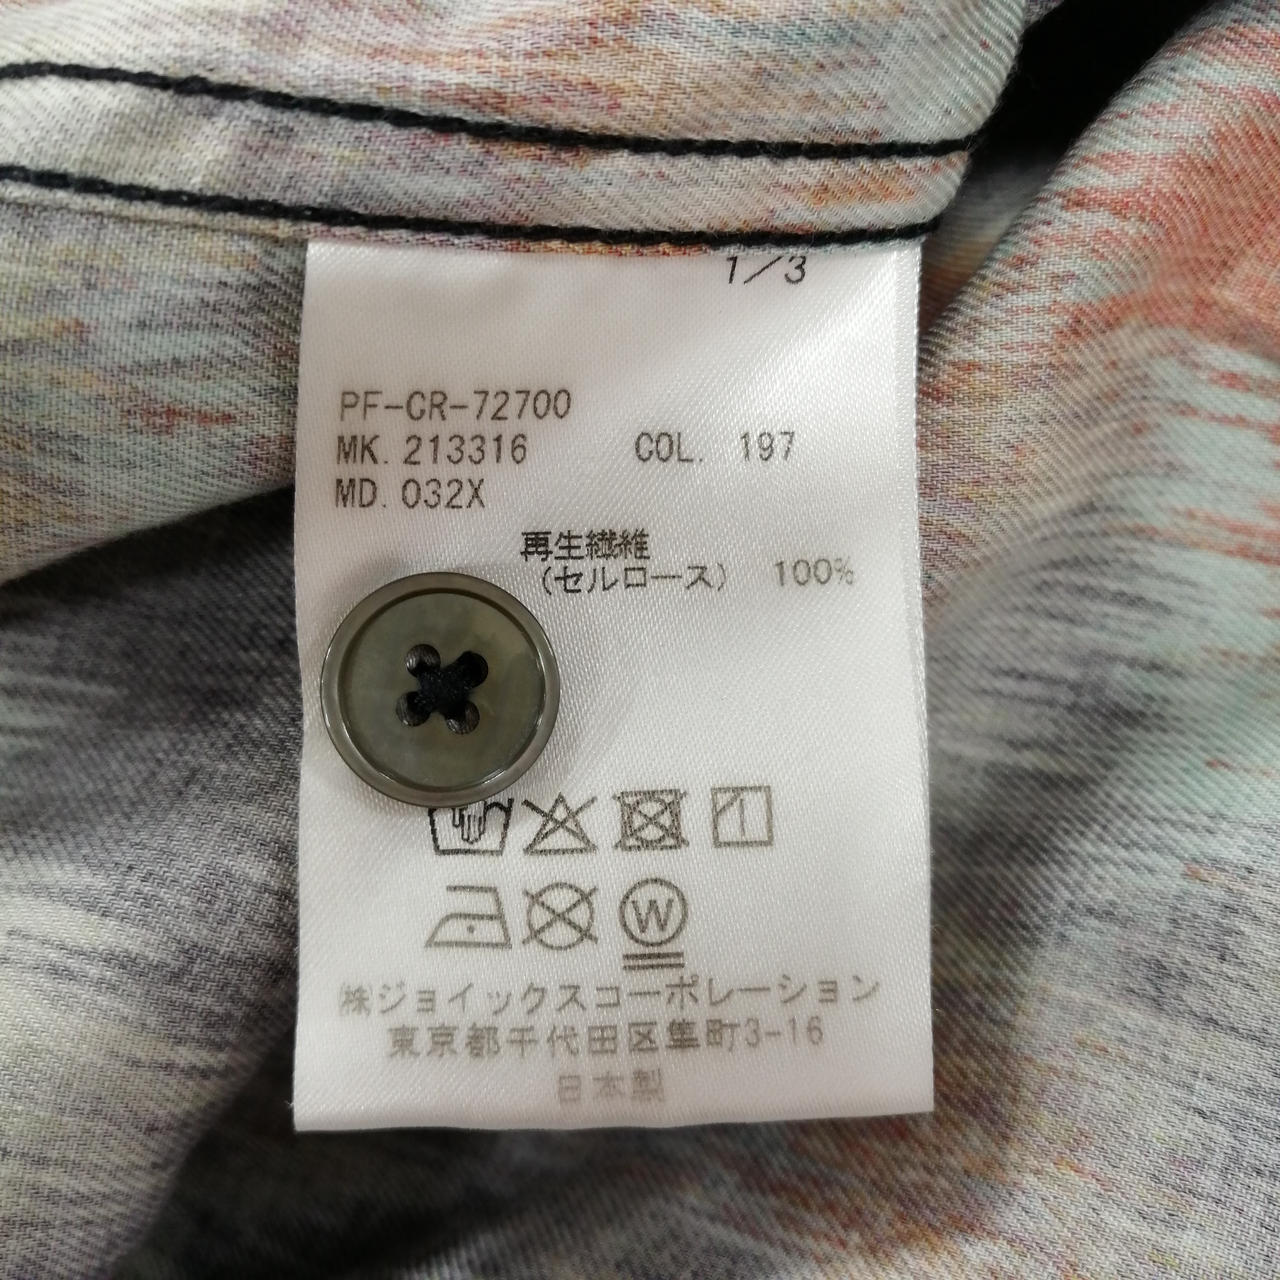 1/3
PF-CR-72700
MK. 213316 COL. 197
MD. 032X
再生繊維
(セルロース) 100%
W
㈱ジョイックスコーポレーション
東京都千代田区隼町3-16
日本製